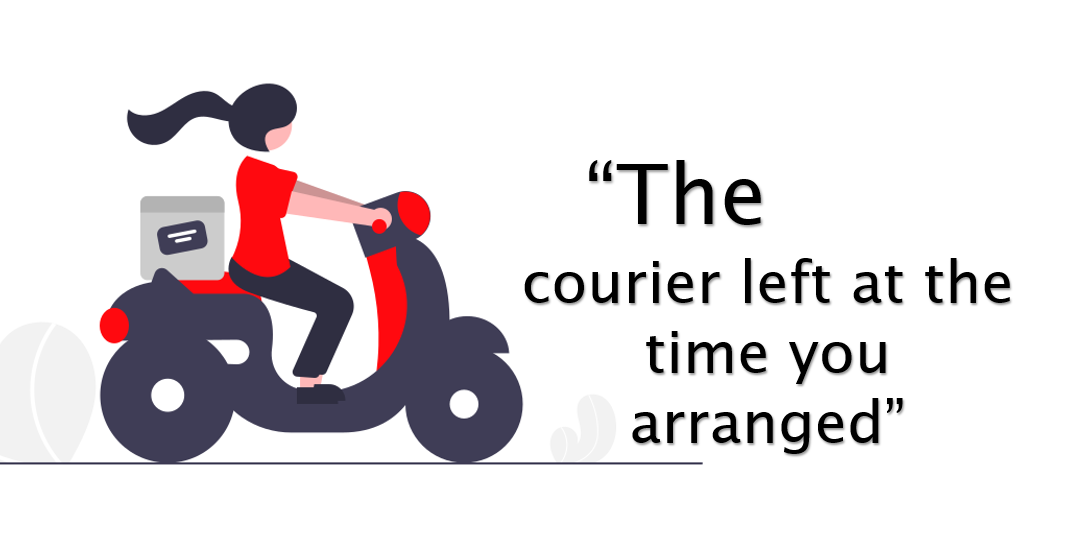 “The
courier left at the
time you
arranged”